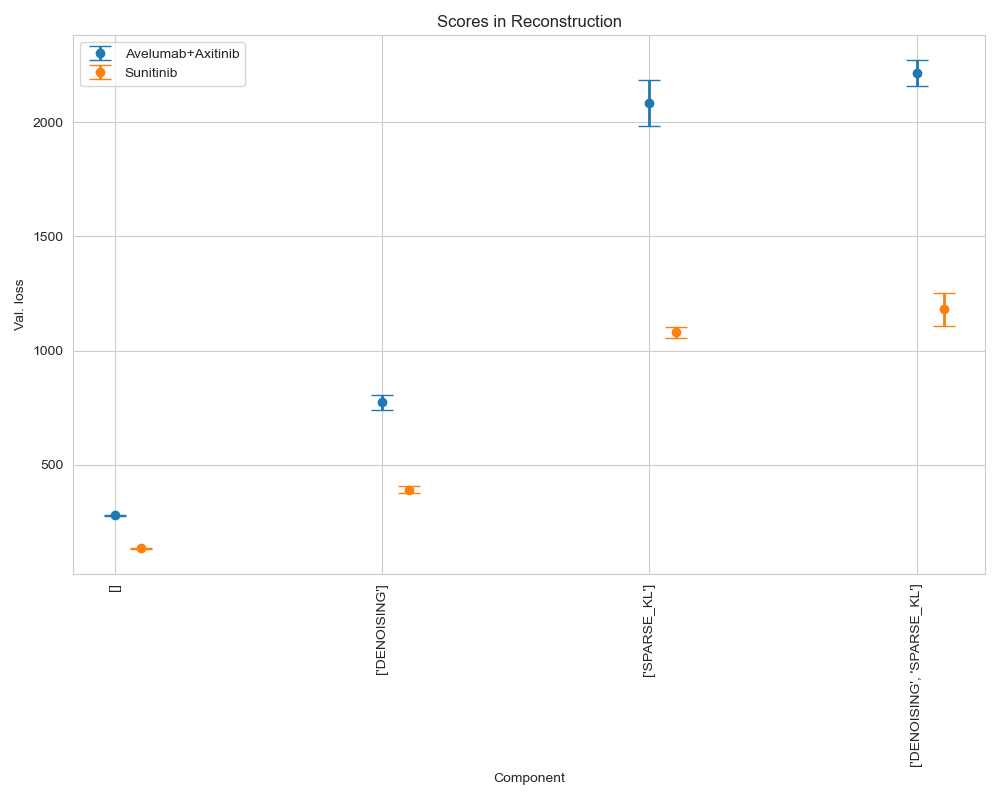 Scores in Reconstruction
Avelumab+Axitinib
Sunitinib
Val. loss
2000
1500
1000
500
[]
['DENOISING']
['SPARSE_KL']
['DENOISING', 'SPARSE_KL']
Component